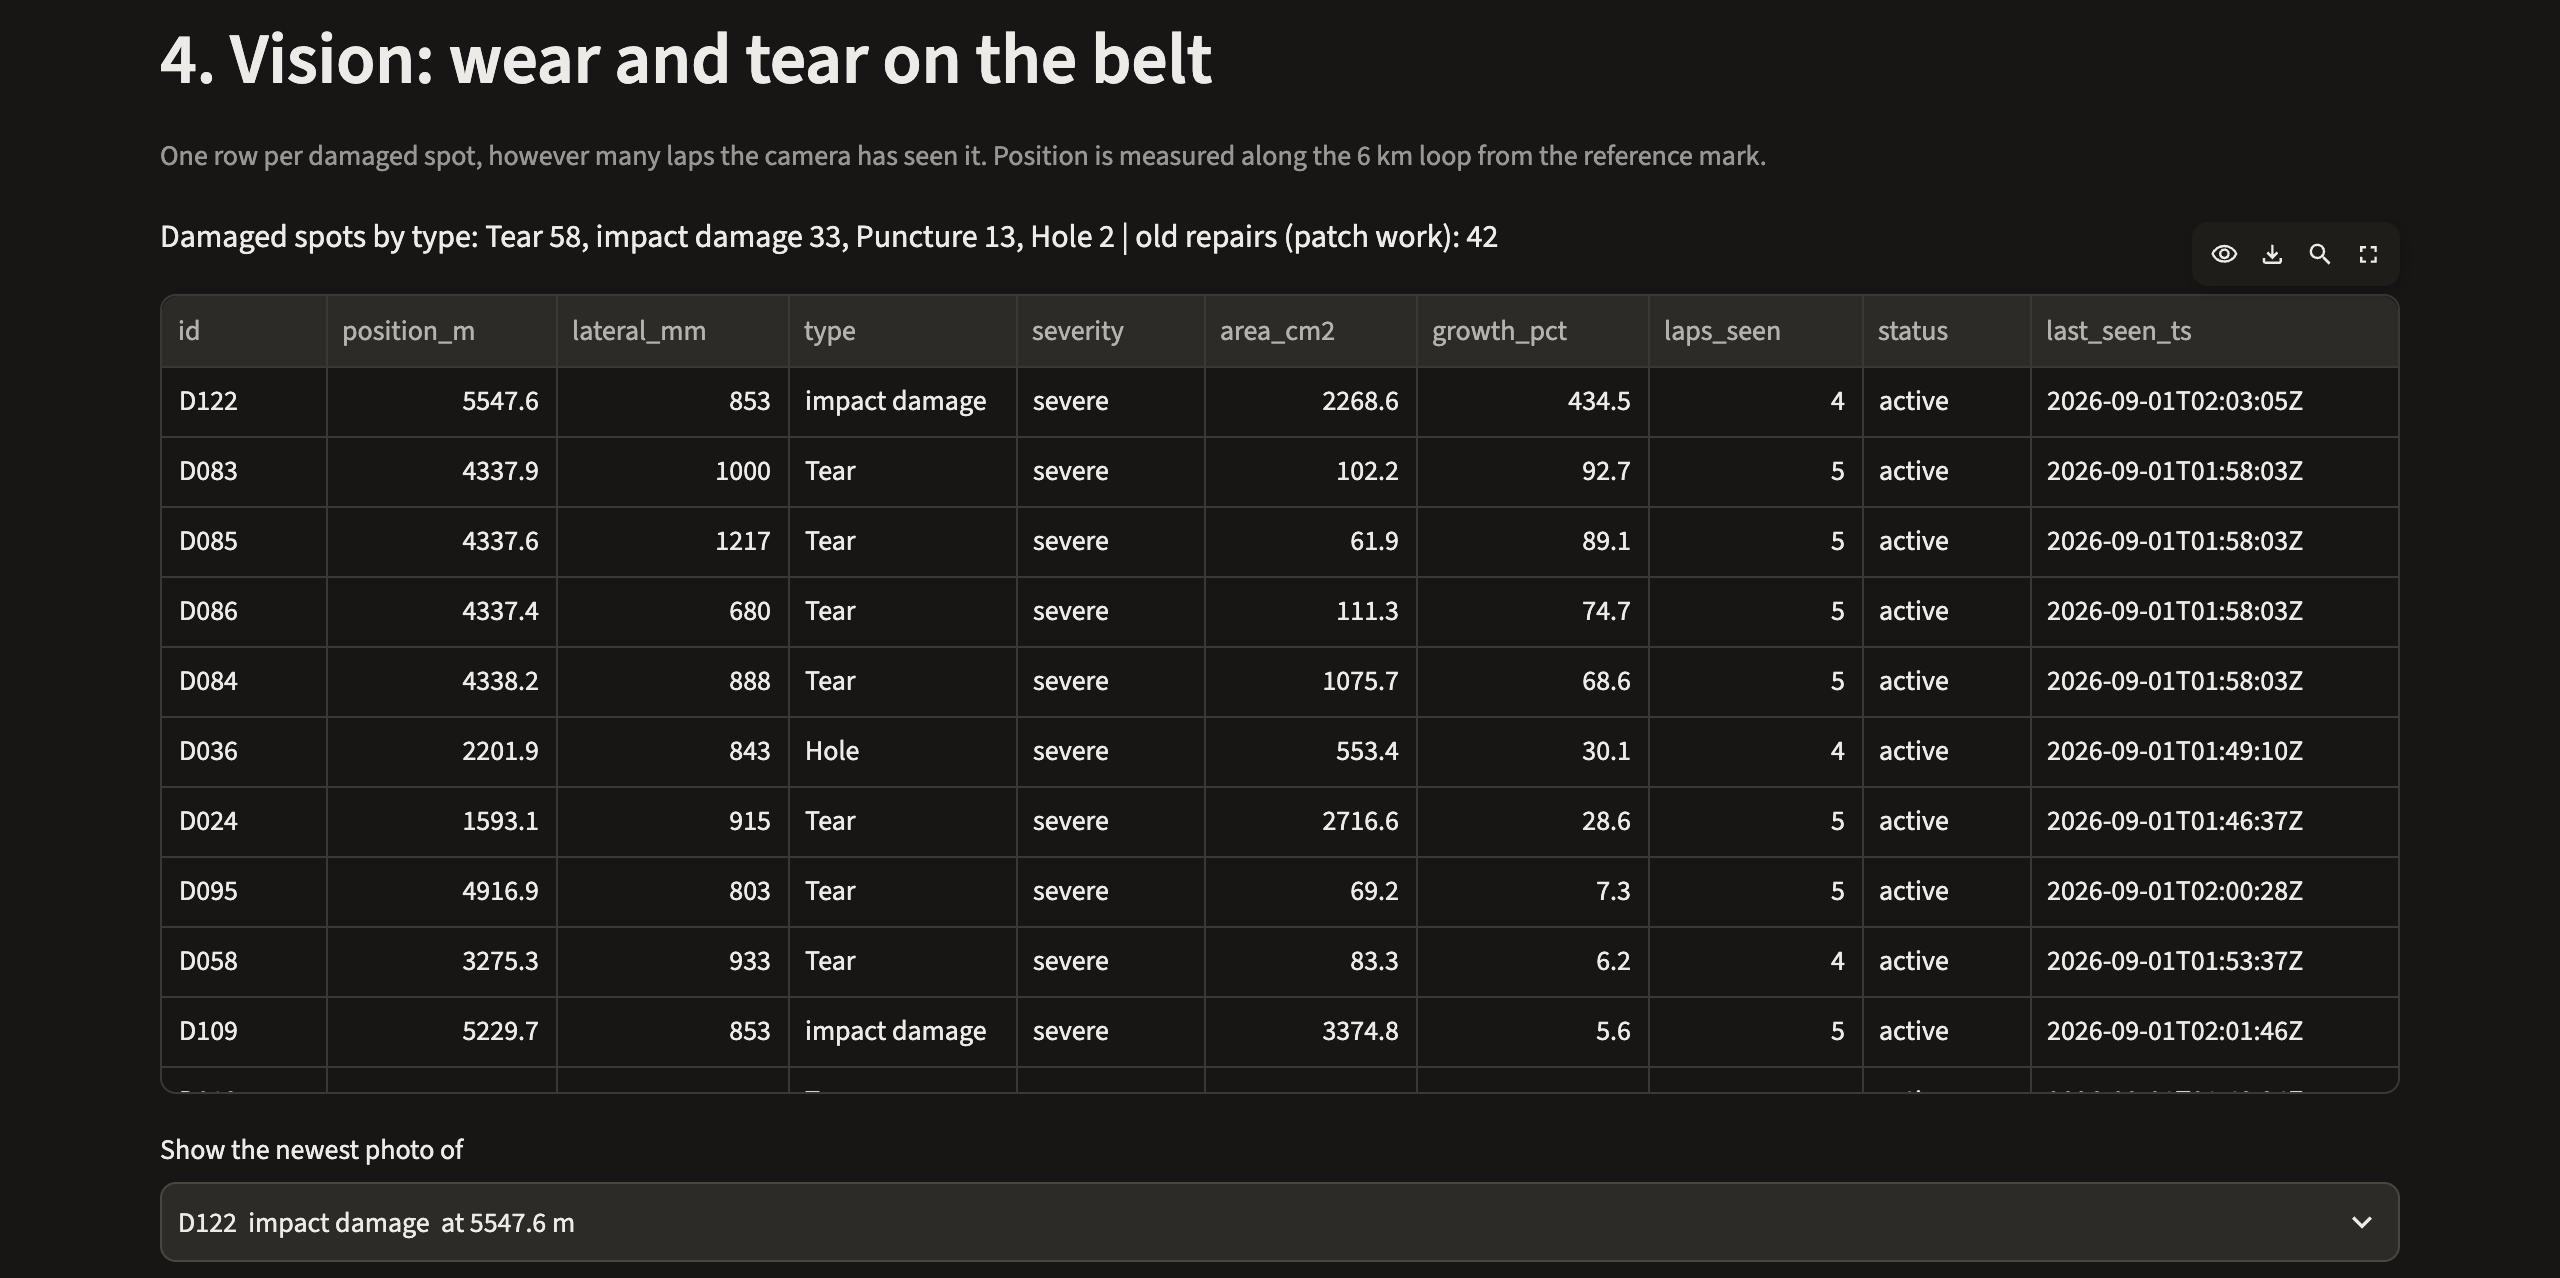 4. Vision: wear and tear on the belt
One row per damaged spot, however many laps the camera has seen it. Position is measured along the 6 km loop from the reference mark.
Damaged spots by type: Tear 58, impact damage 33, Puncture 13, Hole 2 | old repairs (patch work): 42
id position_m lateral_mm type severity area_cm2 growth_pct laps_seen status last_seen_ts
D122 5547.6 853 impact damage severe 2268.6 434.5 4 active 2026-09-01T02:03:05Z
D083 4337.9 1000 Tear severe 102.2 92.7 5 active 2026-09-01T01:58:03Z
D085 4337.6 1217 Tear severe 61.9 89.1 5 active 2026-09-01T01:58:03Z
D086 4337.4 680 Tear severe 111.3 74.7 5 active 2026-09-01T01:58:03Z
D084 4338.2 888 Tear severe 1075.7 68.6 5 active 2026-09-01T01:58:03Z
D036 2201.9 843 Hole severe 553.4 30.1 4 active 2026-09-01T01:49:10Z
D024 1593.1 915 Tear severe 2716.6 28.6 5 active 2026-09-01T01:46:37Z
D095 4916.9 803 Tear severe 69.2 7.3 5 active 2026-09-01T02:00:28Z
D058 3275.3 933 Tear severe 83.3 6.2 4 active 2026-09-01T01:53:37Z
D109 5229.7 853 impact damage severe 3374.8 5.6 5 active 2026-09-01T02:01:46Z
Show the newest photo of
D122 impact damage at 5547.6 m